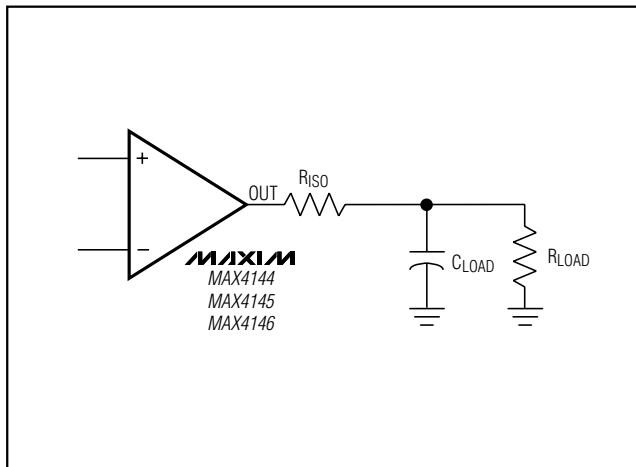 +
−
OUT
RISO
MAXIM
MAX4144
MAX4145
MAX4146
CLOAD
RLOAD